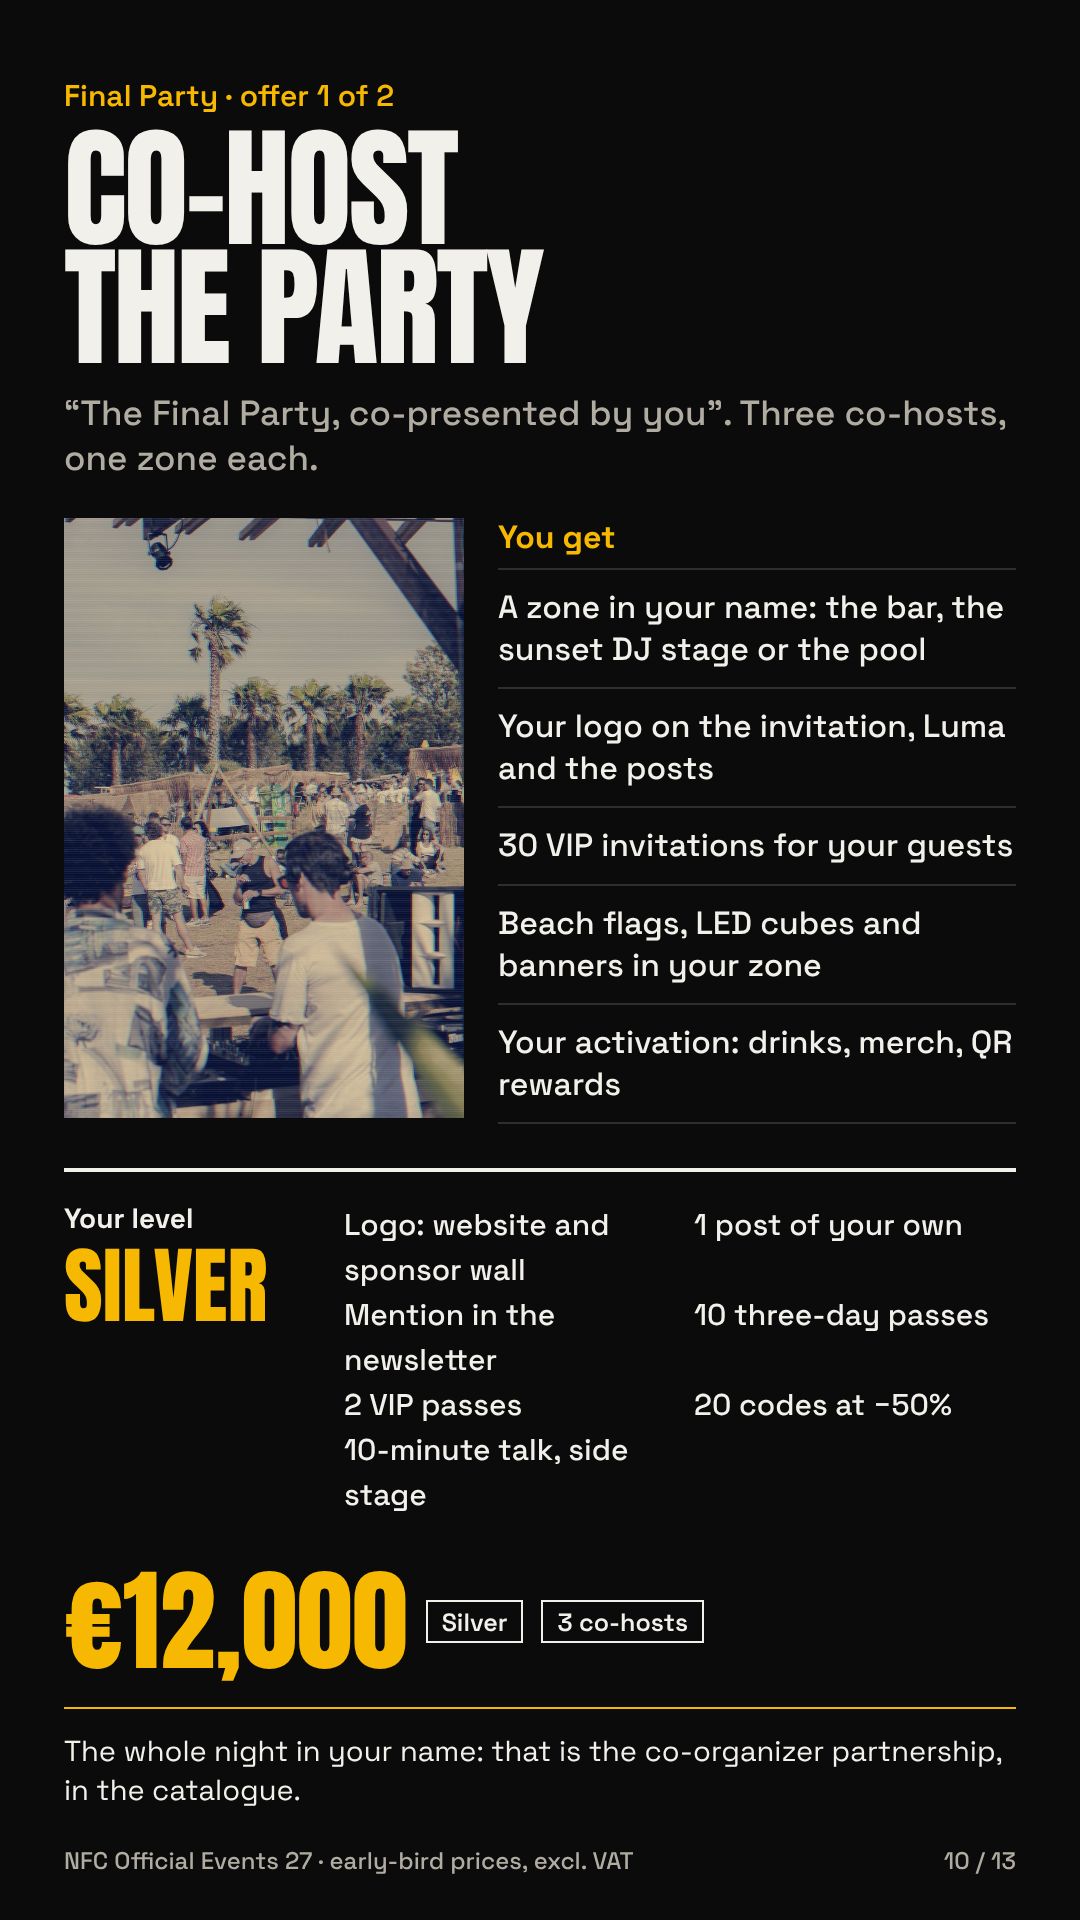 Final Party · offer 1 of 2
CO-HOST
THE PARTY
“The Final Party, co-presented by you”. Three co-hosts,
one zone each.
You get
A zone in your name: the bar, the
sunset DJ stage or the pool
Your logo on the invitation, Luma
and the posts
30 VIP invitations for your guests
Beach flags, LED cubes and
banners in your zone
Your activation: drinks, merch, QR
rewards
Your level
SILVER
Logo: website and
sponsor wall
1 post of your own
Mention in the
newsletter
10 three-day passes
2 VIP passes
20 codes at −50%
10-minute talk, side
stage
€12,000
Silver
3 co-hosts
The whole night in your name: that is the co-organizer partnership,
in the catalogue.
NFC Official Events 27 · early-bird prices, excl. VAT
10 / 13